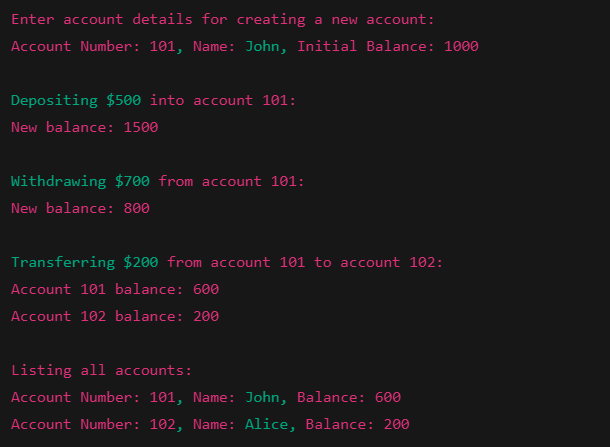 Enter account details for creating a new account:
Account Number: 101, Name: John, Initial Balance: 1000
Depositing $500 into account 101:
New balance: 1500
Withdrawing $700 from account 101:
New balance: 800
Transferring $200 from account 101 to account 102:
Account 101 balance: 600
Account 102 balance: 200
Listing all accounts:
Account Number: 101, Name: John, Balance: 600
Account Number: 102, Name: Alice, Balance: 200